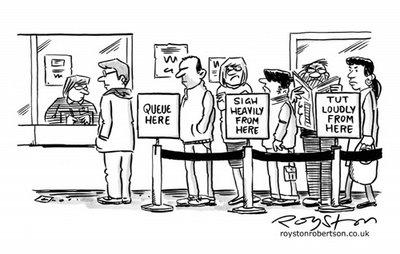 QUEUE
HERE
SIGH
HEAVILY
FROM
HERE
TUT
LOUDLY
FROM
HERE
ROYSTON
roystonrobertson.co.uk